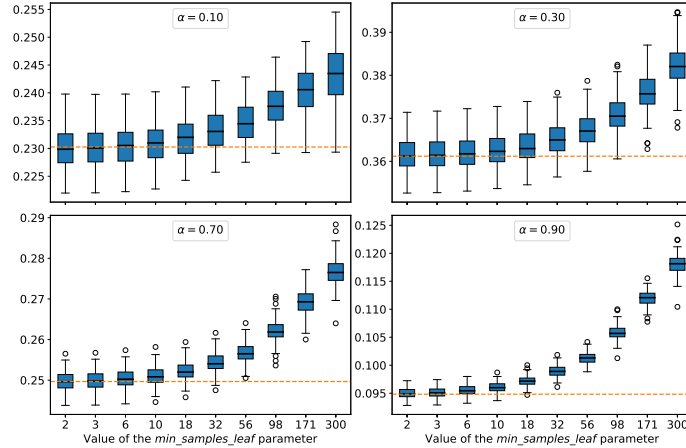 α = 0.10
0.255
0.250
0.245
0.240
0.235
0.230
0.225
α = 0.30
0.39
0.38
0.37
0.36
α = 0.70
0.29
0.28
0.27
0.26
0.25
2 3 6 10 18 32 56 98 171 300
Value of the min_samples_leaf parameter
α = 0.90
0.125
0.120
0.115
0.110
0.105
0.100
0.095
2 3 6 10 18 32 56 98 171 300
Value of the min_samples_leaf parameter